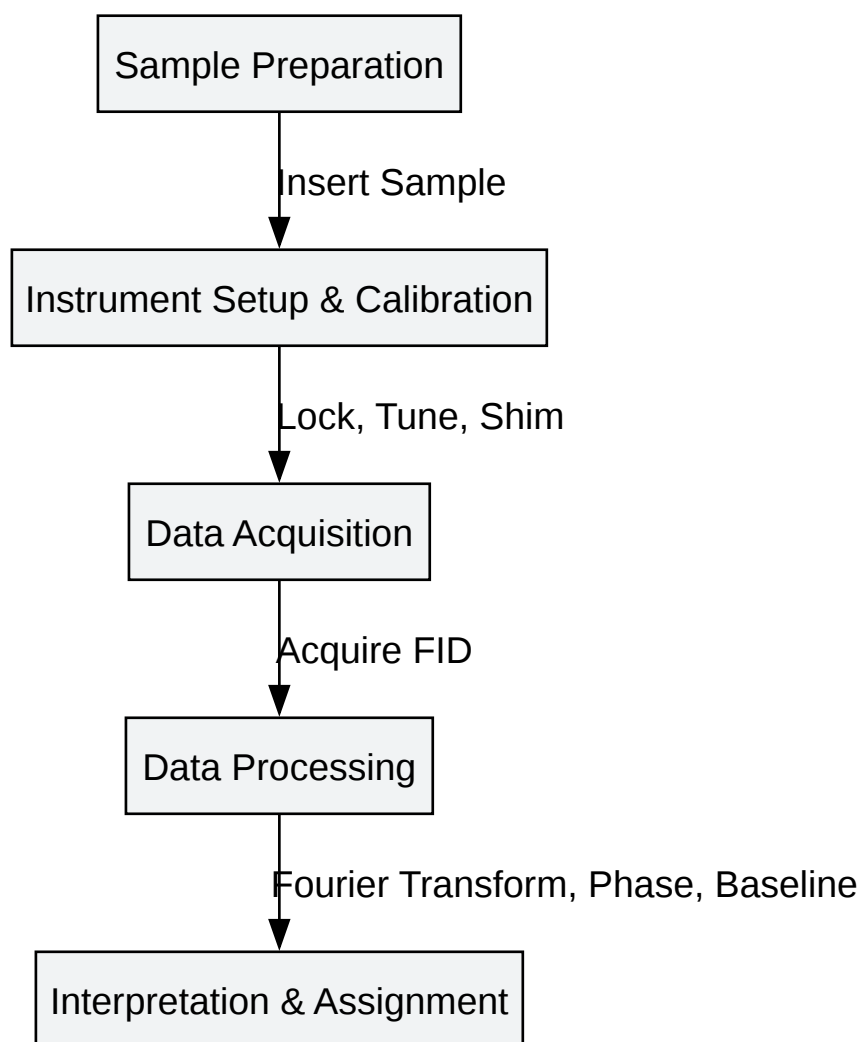 Sample Preparation
Insert Sample
Instrument Setup & Calibration
Lock, Tune, Shim
Data Acquisition
Acquire FID
Data Processing
Fourier Transform, Phase, Baseline
Interpretation & Assignment